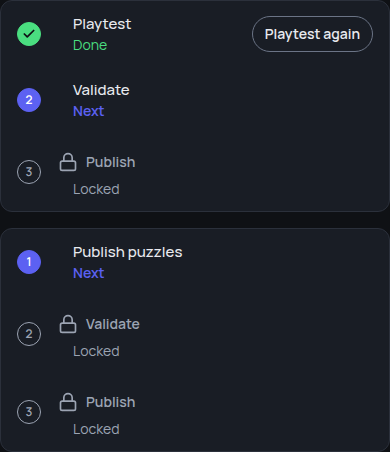 Playtest
Done
Playtest again
2
Validate
Next
3
Publish
Locked
1
Publish puzzles
Next
2
Validate
Locked
3
Publish
Locked